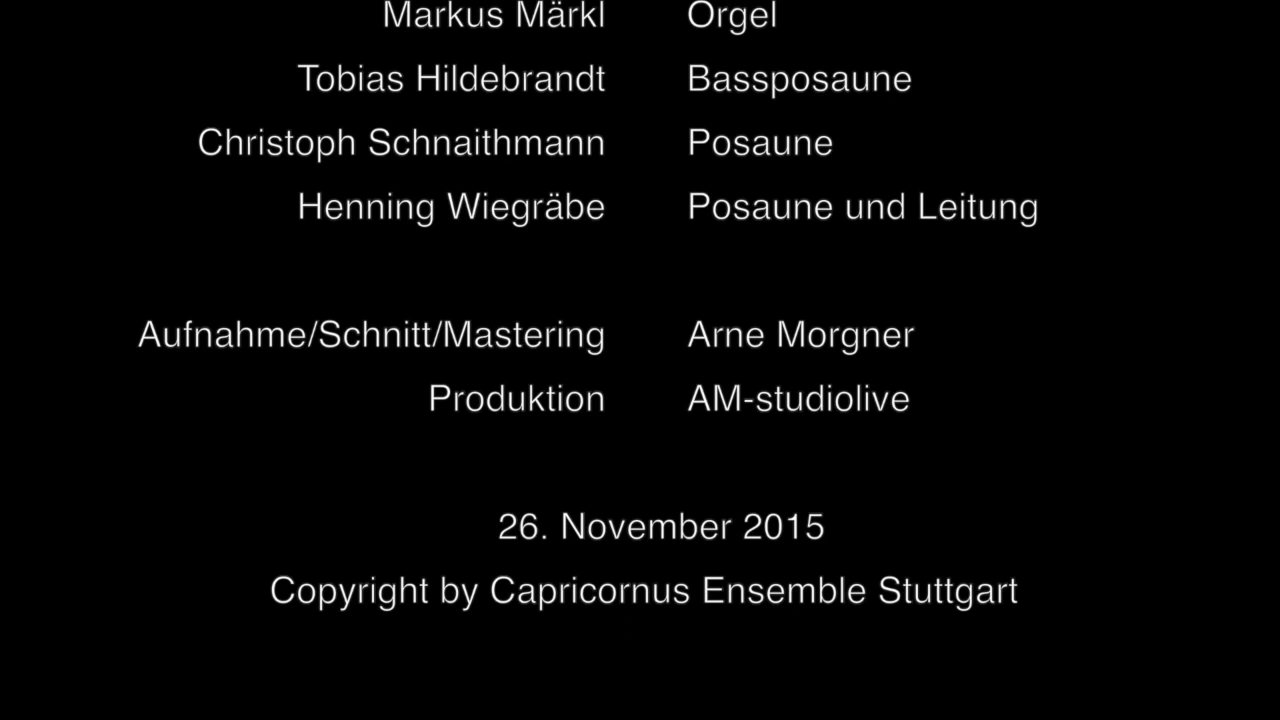 Markus Märkl Orgel
Tobias Hildebrandt Bassposaune
Christoph Schnaithmann Posaune
Henning Wiegräbe Posaune und Leitung
Aufnahme/Schnitt/Mastering Arne Morgner
Produktion AM-studiolive
26. November 2015
Copyright by Capricornus Ensemble Stuttgart